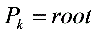 P_k = root